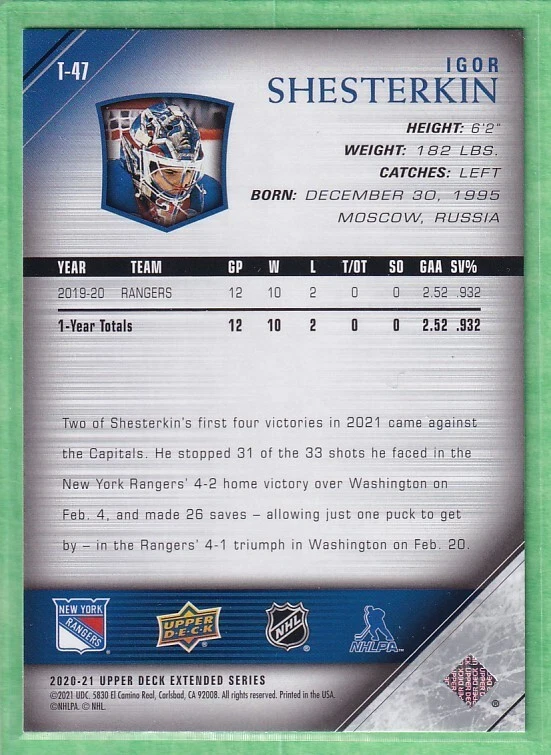 T-47
IGOR
SHESTERKIN
HEIGHT: 6'2"
WEIGHT: 182 LBS.
CATCHES: LEFT
BORN: DECEMBER 30, 1995
MOSCOW, RUSSIA
YEAR TEAM GP W L T/OT SO GAA SV%
2019-20 RANGERS 12 10 2 0 0 2.52 .932
1-Year Totals 12 10 2 0 0 2.52 .932
Two of Shesterkin's first four victories in 2021 came against
the Capitals. He stopped 31 of the 33 shots he faced in the
New York Rangers' 4-2 home victory over Washington on
Feb. 4, and made 26 saves – allowing just one puck to get
by – in the Rangers' 4-1 triumph in Washington on Feb. 20.
NEW YORK
RANGERS
UPPER
D·E·C·K
NHL
NHLPA
2020-21 UPPER DECK EXTENDED SERIES
©2021 UDC. 5830 El Camino Real, Carlsbad, CA 92008. All rights reserved. Printed in the USA.
©NHLPA. © NHL.
®